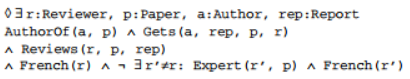 ◊∃r:Reviewer, p:Paper, a:Author, rep:Report
AuthorOf(a, p) ∧ Gets(a, rep, p, r)
∧ Reviews(r, p, rep)
∧ French(r) ∧ ¬ ∃r'≠r: Expert(r', p) ∧ French(r')